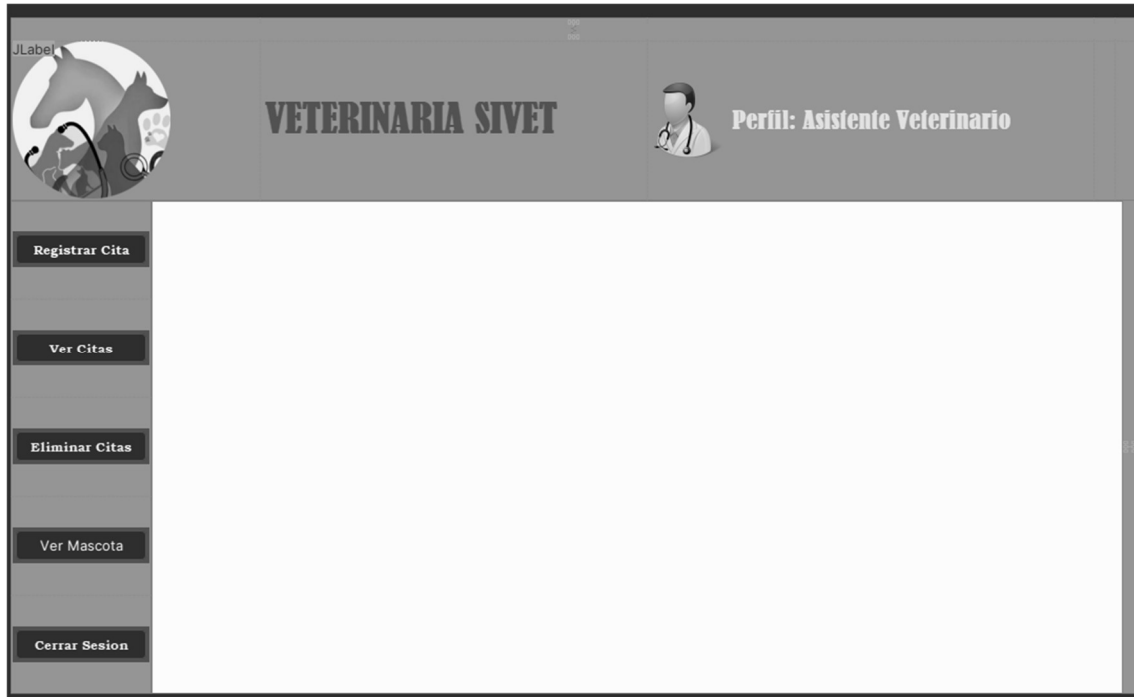 JLabel
VETERINARIA SIVET
Perfil: Asistente Veterinario
Registrar Cita
Ver Citas
Eliminar Citas
Ver Mascota
Cerrar Sesion